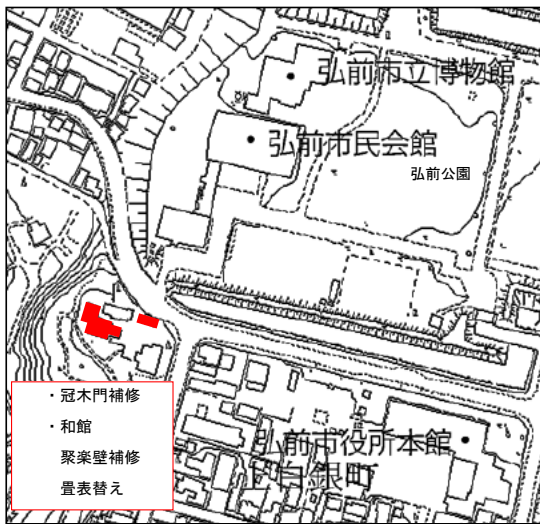 弘前市立博物館
弘前市民会館
弘前公園
・冠木門補修
・和館
聚楽壁補修
畳表替え
弘前市役所本館
白銀町